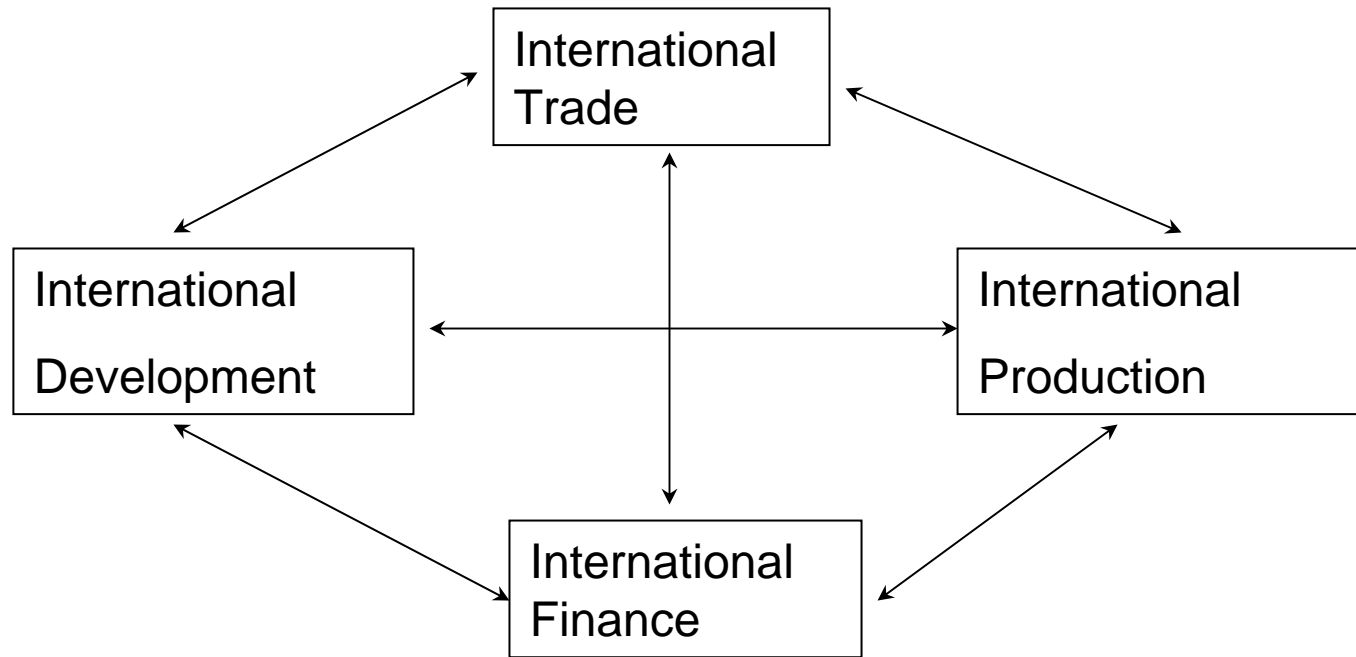 International
Trade
International
Development
International
Production
International
Finance